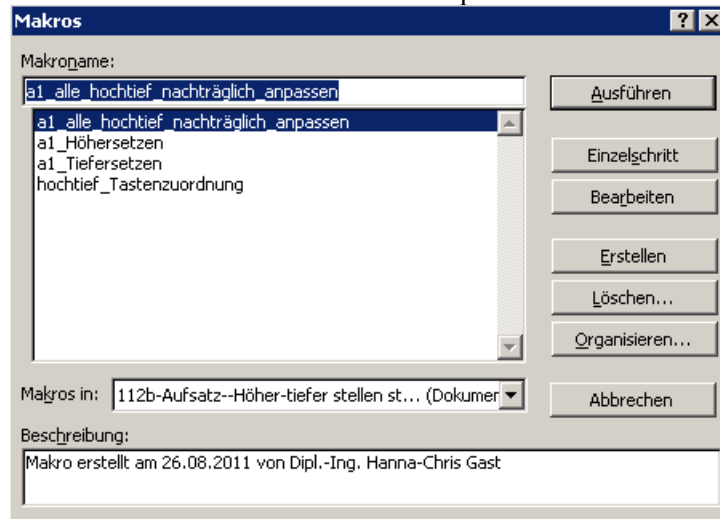 Makros
Makroname:
a1_alle_hochtief_nachträglich_anpassen
Ausführen
a1_alle_hochtief_nachträglich_anpassen
a1_Höhersetzen
a1_Tiefersetzen
hochtief_Tastenzuordnung
Einzelschritt
Bearbeiten
Erstellen
Löschen...
Organisieren...
Makros in: 112b-Aufsatz--Höher-tiefer stellen st... (Dokumen
Abbrechen
Beschreibung:
Makro erstellt am 26.08.2011 von Dipl.-Ing. Hanna-Chris Gast